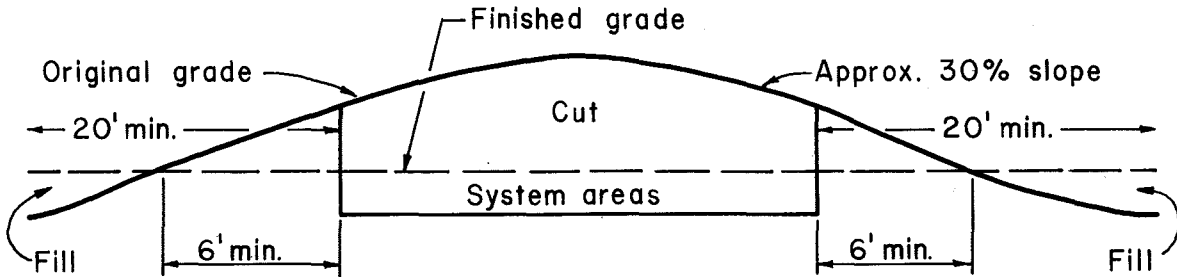 Finished grade
Original grade
Approx. 30% slope
20' min.
Cut
20' min.
System areas
Fill
6' min.
6' min.
Fill